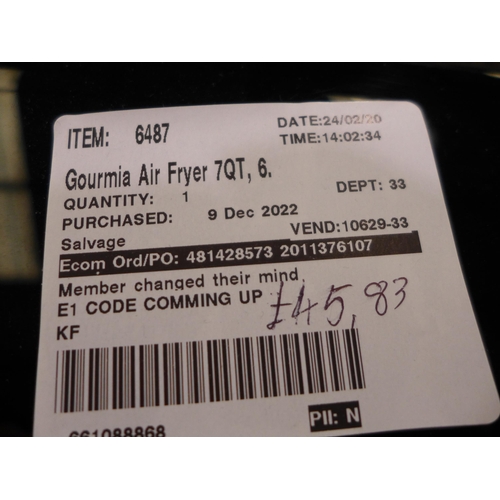 ITEM: 6487
DATE:24/02/20
TIME:14:02:34
Gourmia Air Fryer 7QT, 6.
QUANTITY: 1
DEPT: 33
PURCHASED: 9 Dec 2022
Salvage
VEND:10629-33
Ecom Ord/PO: 481428573 2011376107
Member changed their mind
E1 CODE COMMING UP
£45,83
KF
PII: N
661088868